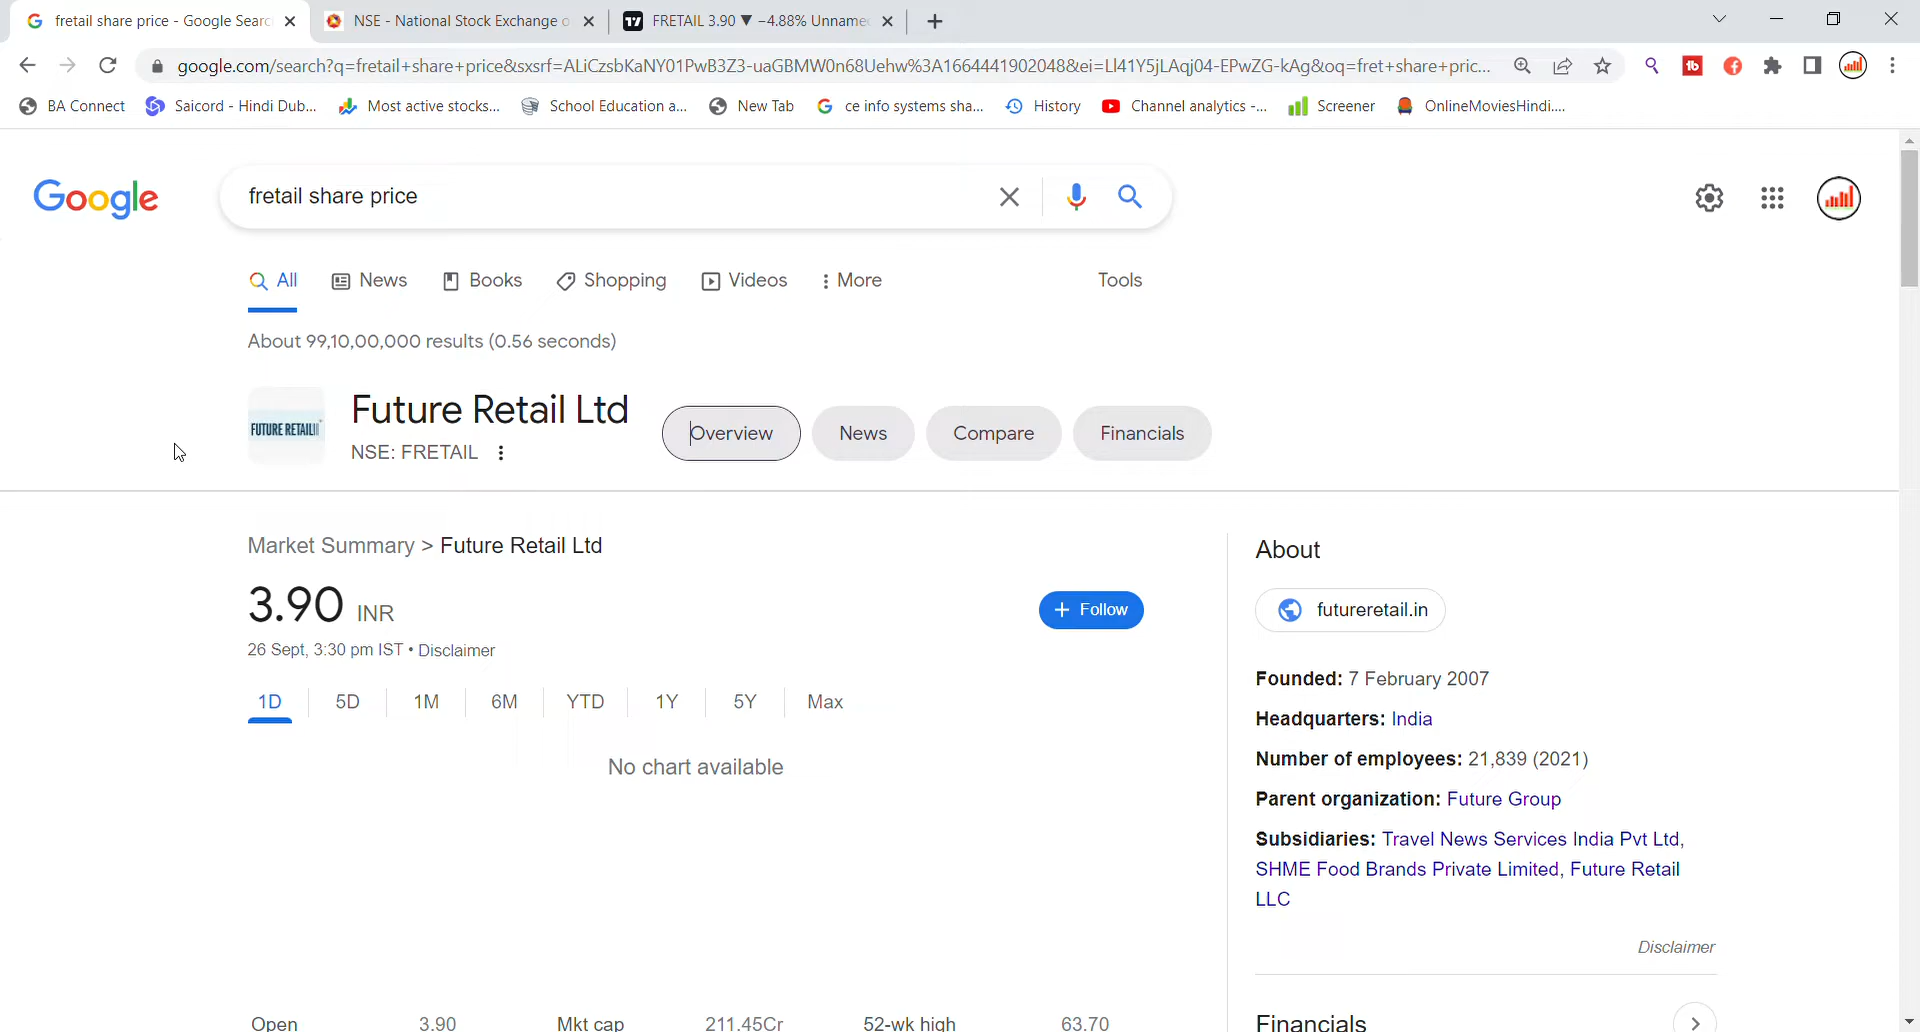 fretail share price - Google Searc
NSE - National Stock Exchange o
FRETAIL 3.90 ▼ −4.88% Unname
google.com/search?q=fretail+share+price&sxsrf=ALiCzsbKaNY01PwB3Z3-uaGBMW0n68Uehw%3A1664441902048&ei=Ll41Y5jLAqj04-EPwZG-kAg&oq=fret+share+pric...
BA Connect
Saicord - Hindi Dub...
Most active stocks...
School Education a...
New Tab
ce info systems sha...
History
Channel analytics -...
Screener
OnlineMoviesHindi....
Google
fretail share price
All
News
Books
Shopping
Videos
More
Tools
About 99,10,00,000 results (0.56 seconds)
FUTURE RETAIL
Future Retail Ltd
NSE: FRETAIL
Overview
News
Compare
Financials
Market Summary > Future Retail Ltd
3.90 INR
+ Follow
26 Sept, 3:30 pm IST • Disclaimer
1D
5D
1M
6M
YTD
1Y
5Y
Max
No chart available
Open 3.90
Mkt cap 211.45Cr
52-wk high 63.70
About
futureretail.in
Founded: 7 February 2007
Headquarters: India
Number of employees: 21,839 (2021)
Parent organization: Future Group
Subsidiaries: Travel News Services India Pvt Ltd,
SHME Food Brands Private Limited, Future Retail
LLC
Disclaimer
Financials